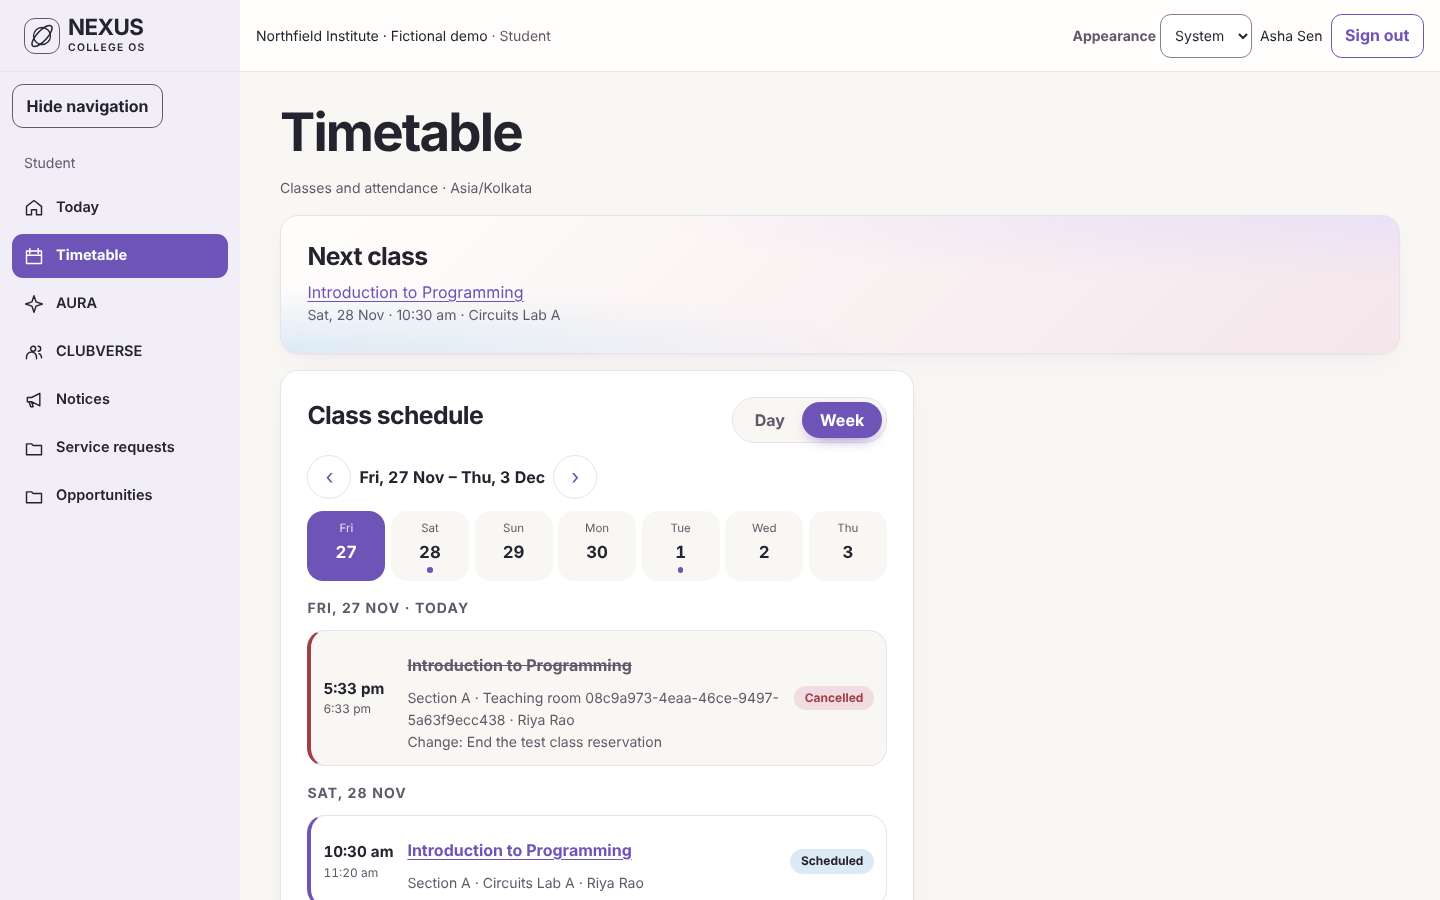 NEXUS
COLLEGE OS
Northfield Institute · Fictional demo · Student
Appearance
System
Asha Sen
Sign out
Hide navigation
Student
Today
Timetable
AURA
CLUBVERSE
Notices
Service requests
Opportunities
Timetable
Classes and attendance · Asia/Kolkata
Next class
Introduction to Programming
Sat, 28 Nov · 10:30 am · Circuits Lab A
Class schedule
Day
Week
‹
Fri, 27 Nov – Thu, 3 Dec
›
Fri
27
Sat
28
Sun
29
Mon
30
Tue
1
Wed
2
Thu
3
FRI, 27 NOV · TODAY
5:33 pm
6:33 pm
Introduction to Programming
Section A · Teaching room 08c9a973-4eaa-46ce-9497-
5a63f9ecc438 · Riya Rao
Change: End the test class reservation
Cancelled
SAT, 28 NOV
10:30 am
11:20 am
Introduction to Programming
Section A · Circuits Lab A · Riya Rao
Scheduled